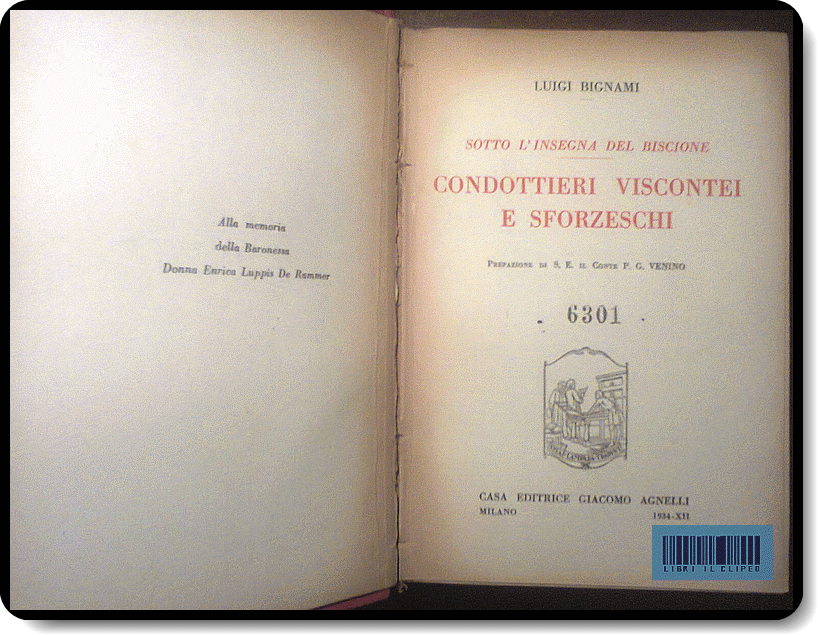 Alla memoria
della Baronessa
Donna Enrica Luppis De Rammer
LUIGI BIGNAMI
SOTTO L'INSEGNA DEL BISCIONE
CONDOTTIERI VISCONTEI
E SFORZESCHI
PREFAZIONE DI S. E. IL CONTE P. G. VENINO
6301
CASA EDITRICE GIACOMO AGNELLI
MILANO 1934-XII
LIBRI IL CLIPEO